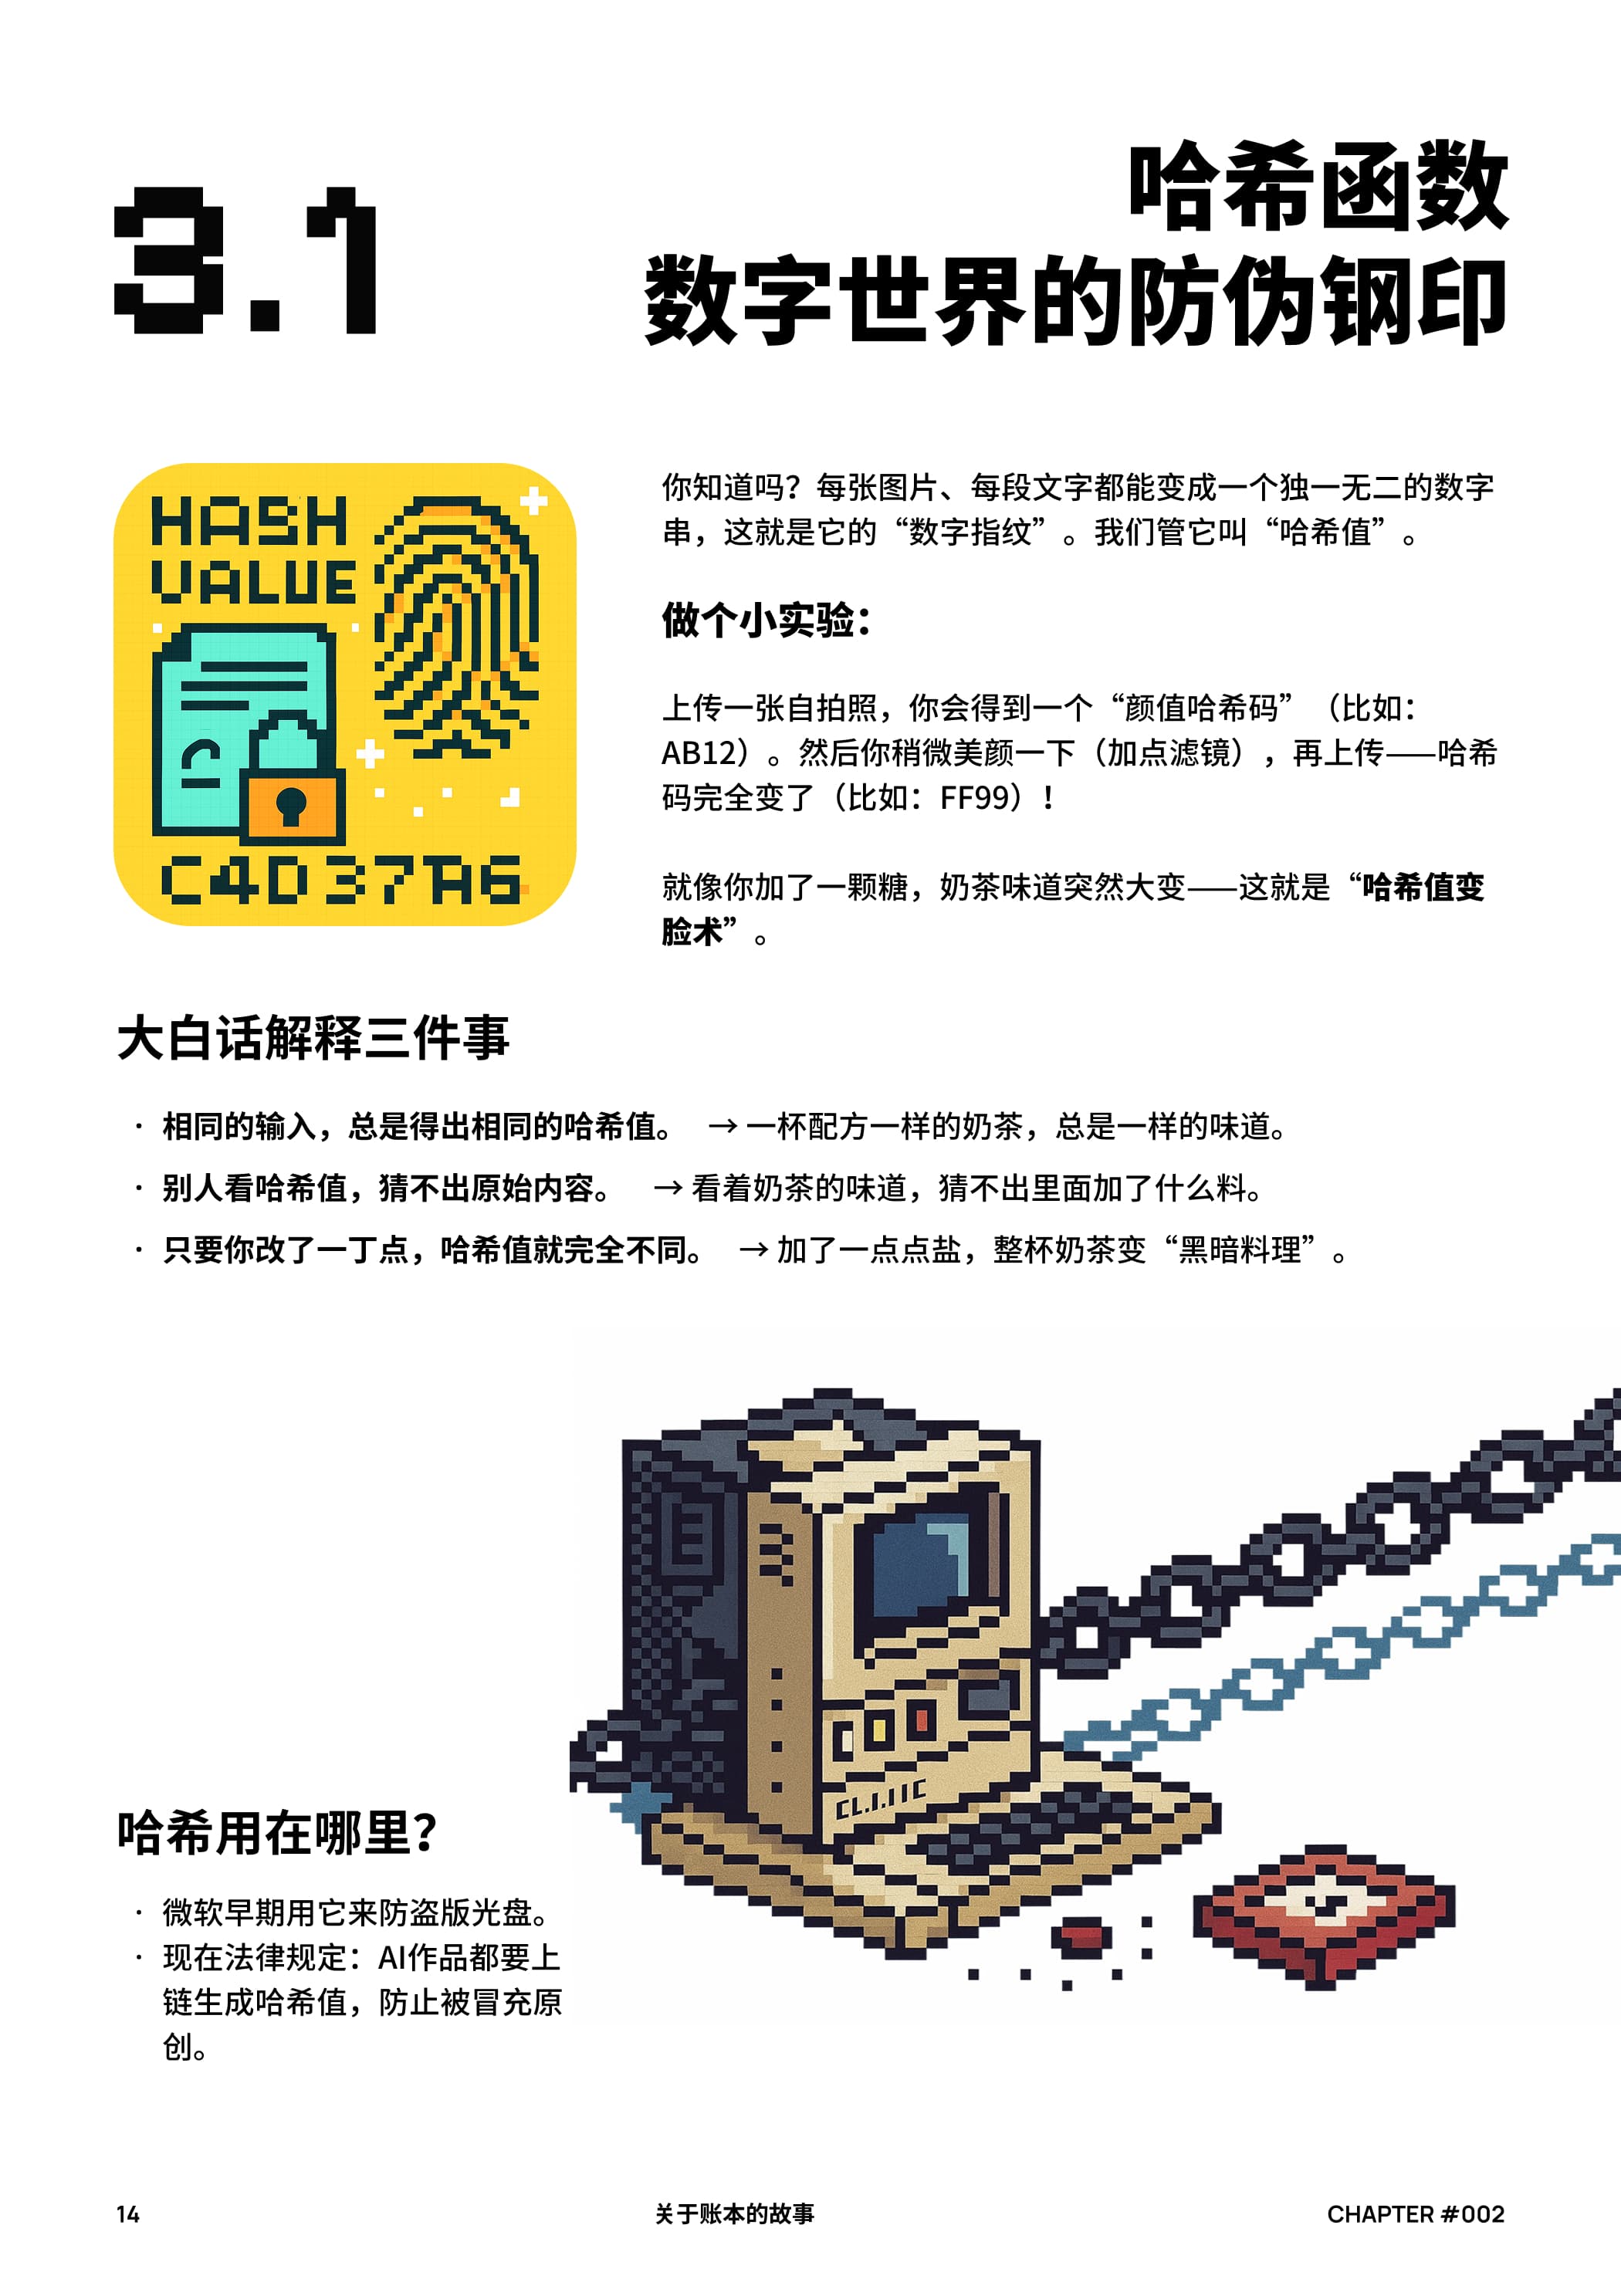 3.1
哈希函数
数字世界的防伪钢印
HASH
VALUE
C4D37A6
你知道吗？每张图片、每段文字都能变成一个独一无二的数字
串，这就是它的“数字指纹”。我们管它叫“哈希值”。
做个小实验：
上传一张自拍照，你会得到一个“颜值哈希码”（比如：
AB12）。然后你稍微美颜一下（加点滤镜），再上传——哈希
码完全变了（比如：FF99）！
就像你加了一颗糖，奶茶味道突然大变——这就是“哈希值变
脸术”。
大白话解释三件事
· 相同的输入，总是得出相同的哈希值。 → 一杯配方一样的奶茶，总是一样的味道。
· 别人看哈希值，猜不出原始内容。 → 看着奶茶的味道，猜不出里面加了什么料。
· 只要你改了一丁点，哈希值就完全不同。 → 加了一点点盐，整杯奶茶变“黑暗料理”。
哈希用在哪里？
· 微软早期用它来防盗版光盘。
· 现在法律规定：AI作品都要上
链生成哈希值，防止被冒充原
创。
14
关于账本的故事
CHAPTER #002